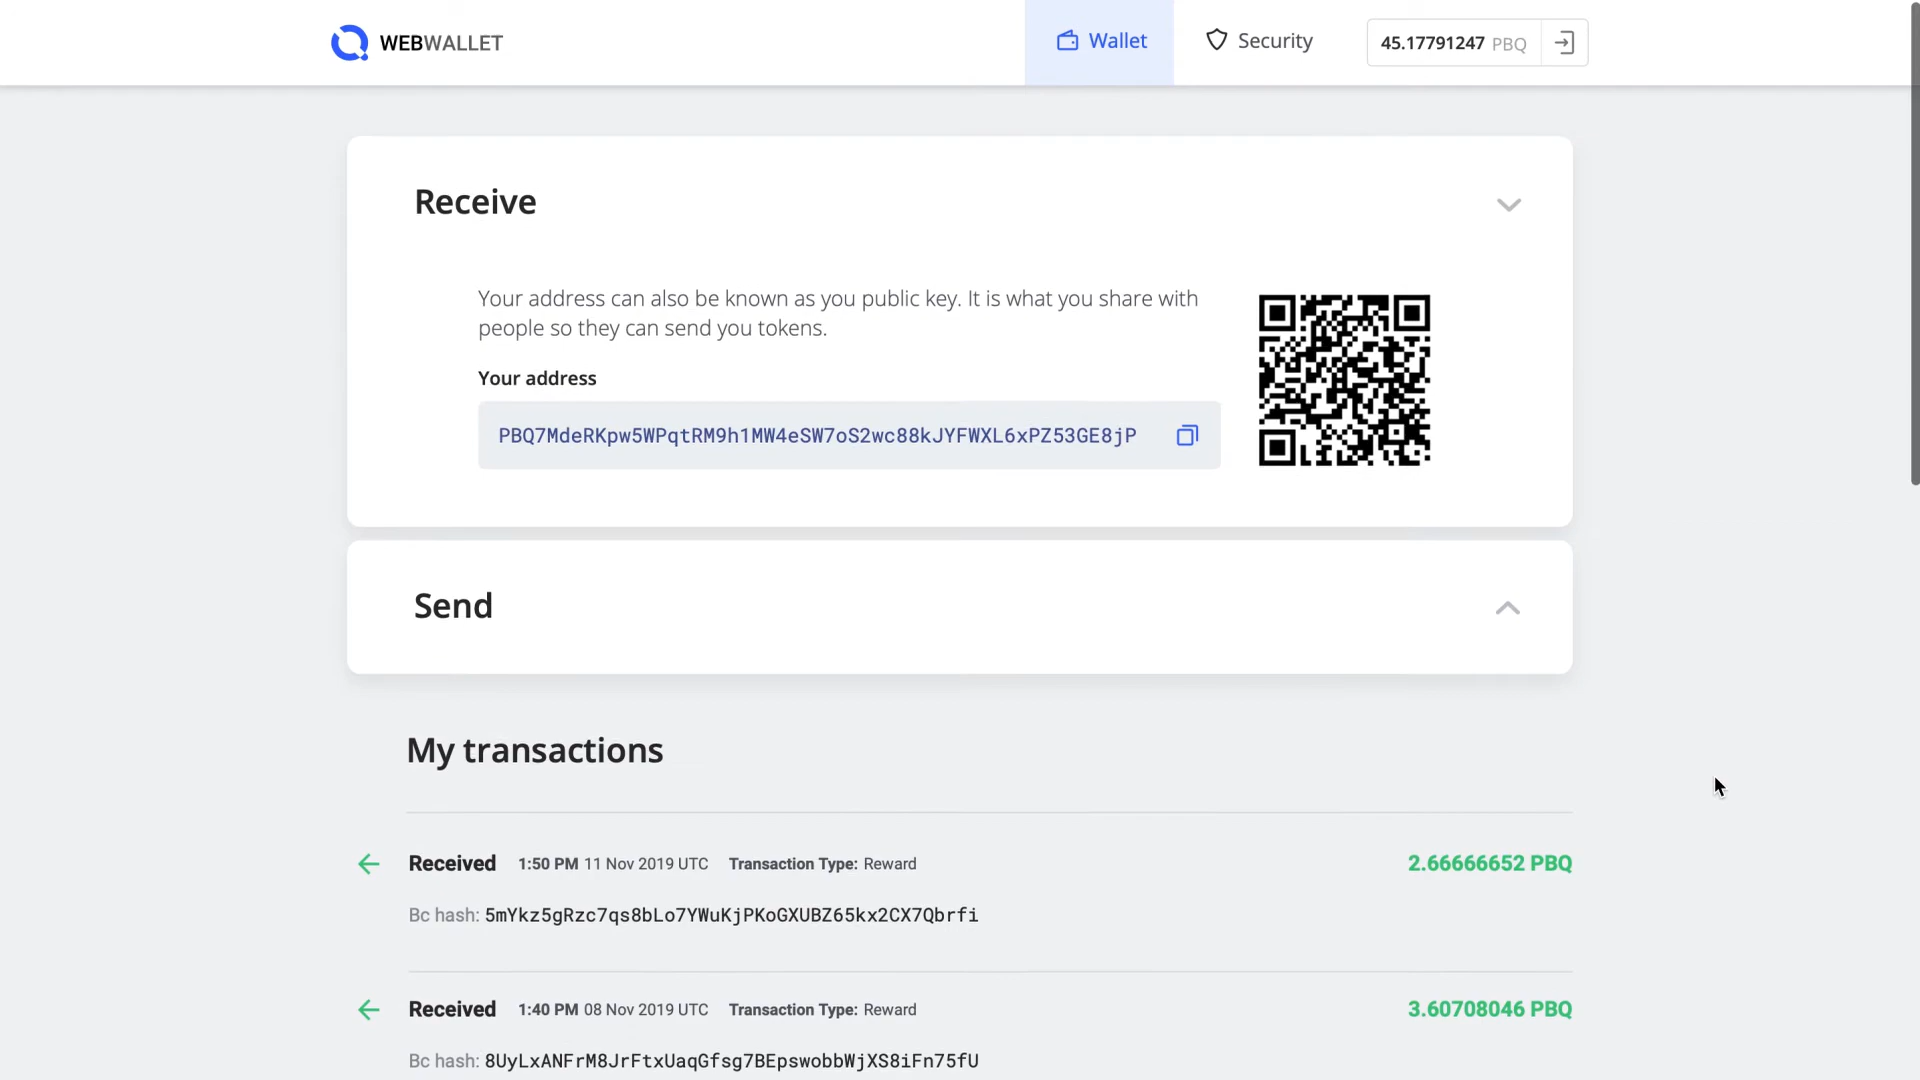 WEBWALLET
Wallet
Security
45.17791247 PBQ
Receive
Your address can also be known as you public key. It is what you share with
people so they can send you tokens.
Your address
PBQ7MdeRKpw5WPqtRM9h1MW4eSW7oS2wc88kJYFWXL6xPZ53GE8jP
Send
My transactions
Received 1:50 PM 11 Nov 2019 UTC Transaction Type: Reward 2.66666652 PBQ
Bc hash: 5mYkz5gRzc7qs8bLo7YWuKjPKoGXUBZ65kx2CX7Qbrfi
Received 1:40 PM 08 Nov 2019 UTC Transaction Type: Reward 3.60708046 PBQ
Bc hash: 8UyLxANFrM8JrFtxUaqGfsg7BEpswobbWjXS8iFn75fU